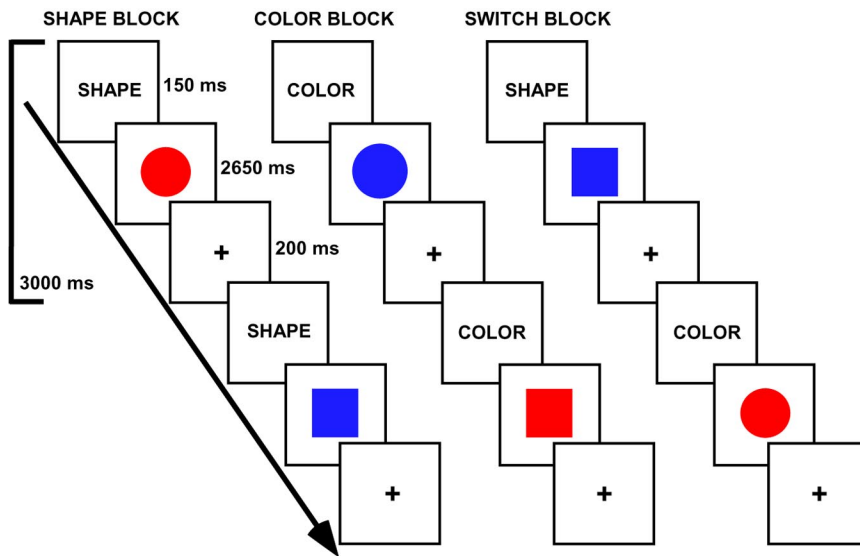 SHAPE BLOCK COLOR BLOCK SWITCH BLOCK
SHAPE 150 ms COLOR SHAPE
2650 ms
+ 200 ms + +
3000 ms
SHAPE COLOR COLOR
+ + +